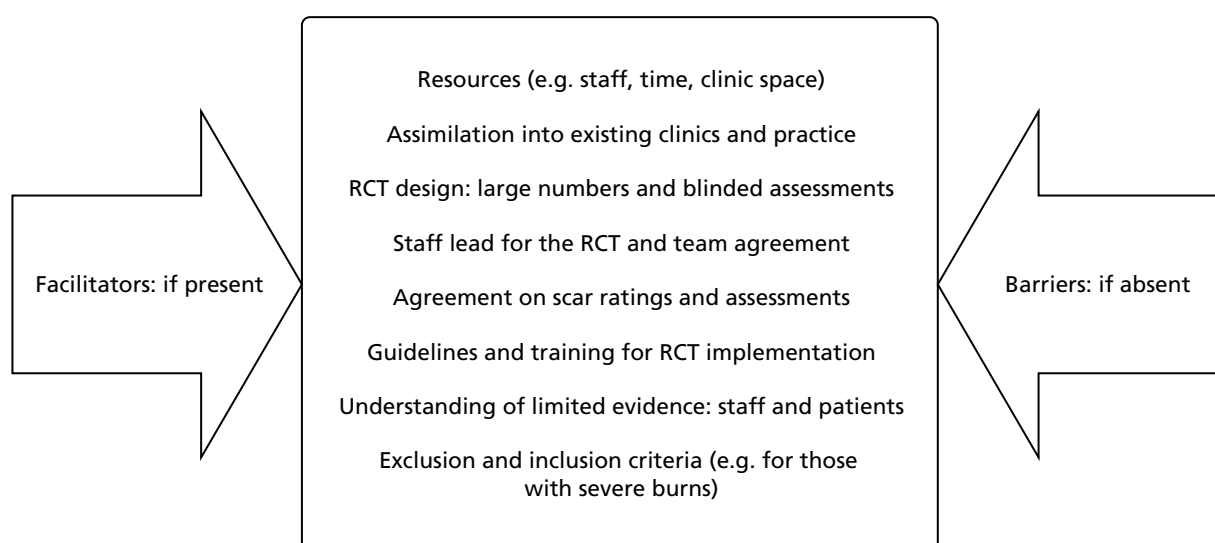 Resources (e.g. staff, time, clinic space)
Assimilation into existing clinics and practice
RCT design: large numbers and blinded assessments
Staff lead for the RCT and team agreement
Facilitators: if present
Barriers: if absent
Agreement on scar ratings and assessments
Guidelines and training for RCT implementation
Understanding of limited evidence: staff and patients
Exclusion and inclusion criteria (e.g. for those
with severe burns)